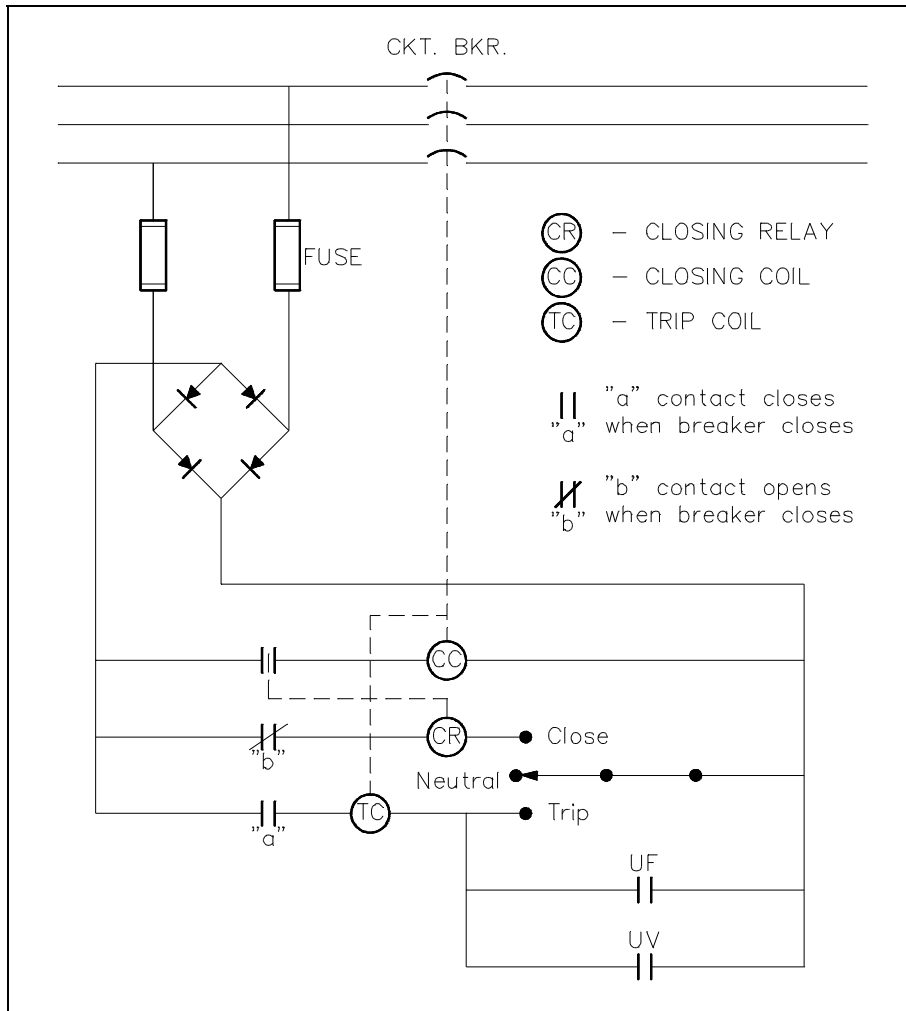 CKT. BKR.
FUSE
CR - CLOSING RELAY
CC - CLOSING COIL
TC - TRIP COIL
"a" contact closes
"a" when breaker closes
"b" contact opens
"b" when breaker closes
CC
CR
Close
"b"
Neutral
TC
Trip
"a"
UF
UV